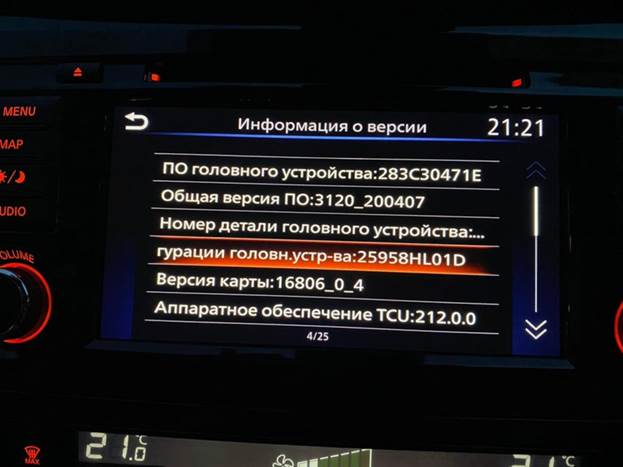 MENU
Информация о версии
21:21
MAP
ПО головного устройства:283C30471E
Общая версия ПО:3120_200407
Номер детали головного устройства:...
гурации головн.устр-ва:25958HL01D
Версия карты:16806_0_4
Аппаратное обеспечение TCU:212.0.0
4/25
UDIO
VOLUME
21.0°C
°C
MAX